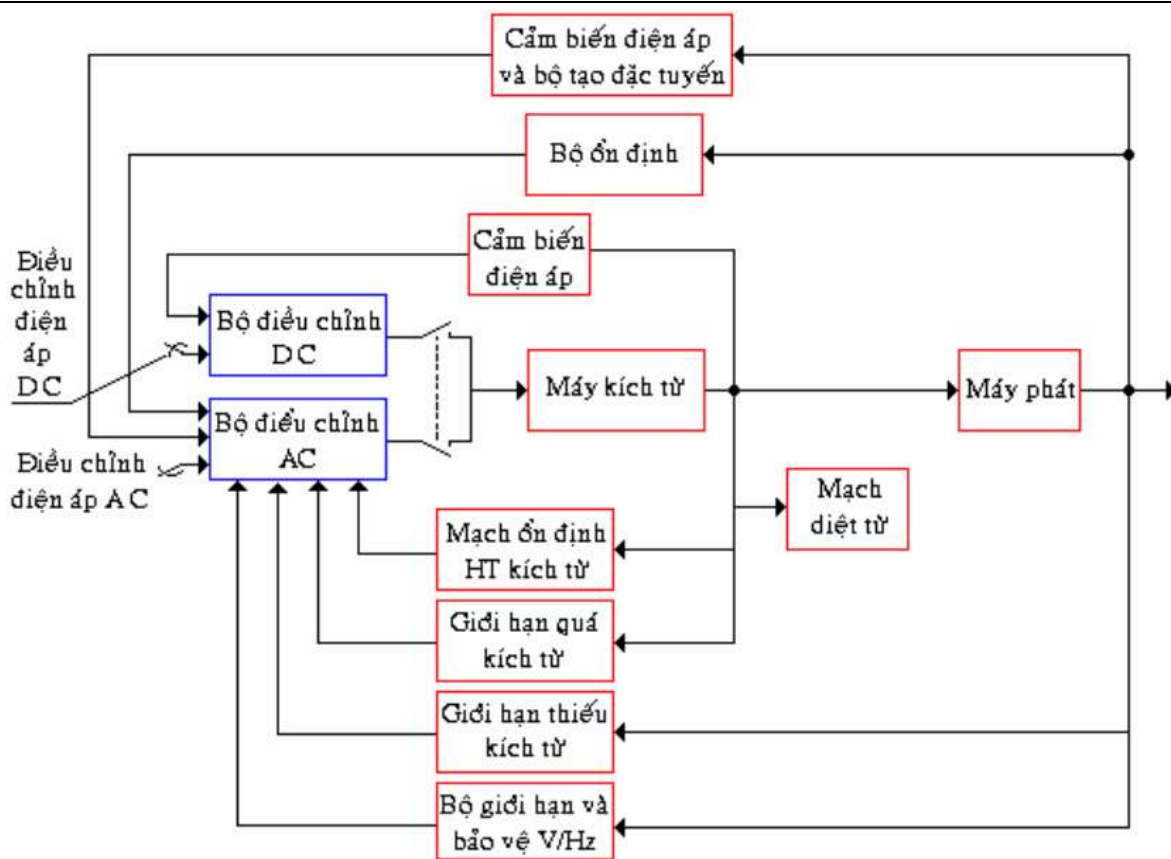 Cảm biến điện áp
và bộ tạo đặc tuyến
Bộ ổn định
Cảm biến
điện áp
Điều
chỉnh
điện
áp
DC
Bộ điều chỉnh
DC
Máy kích từ
Máy phát
Bộ điều chỉnh
AC
Điều chỉnh
điện áp AC
Mạch
diệt từ
Mạch ổn định
HT kích từ
Giới hạn quá
kích từ
Giới hạn thiếu
kích từ
Bộ giới hạn và
bảo vệ V/Hz